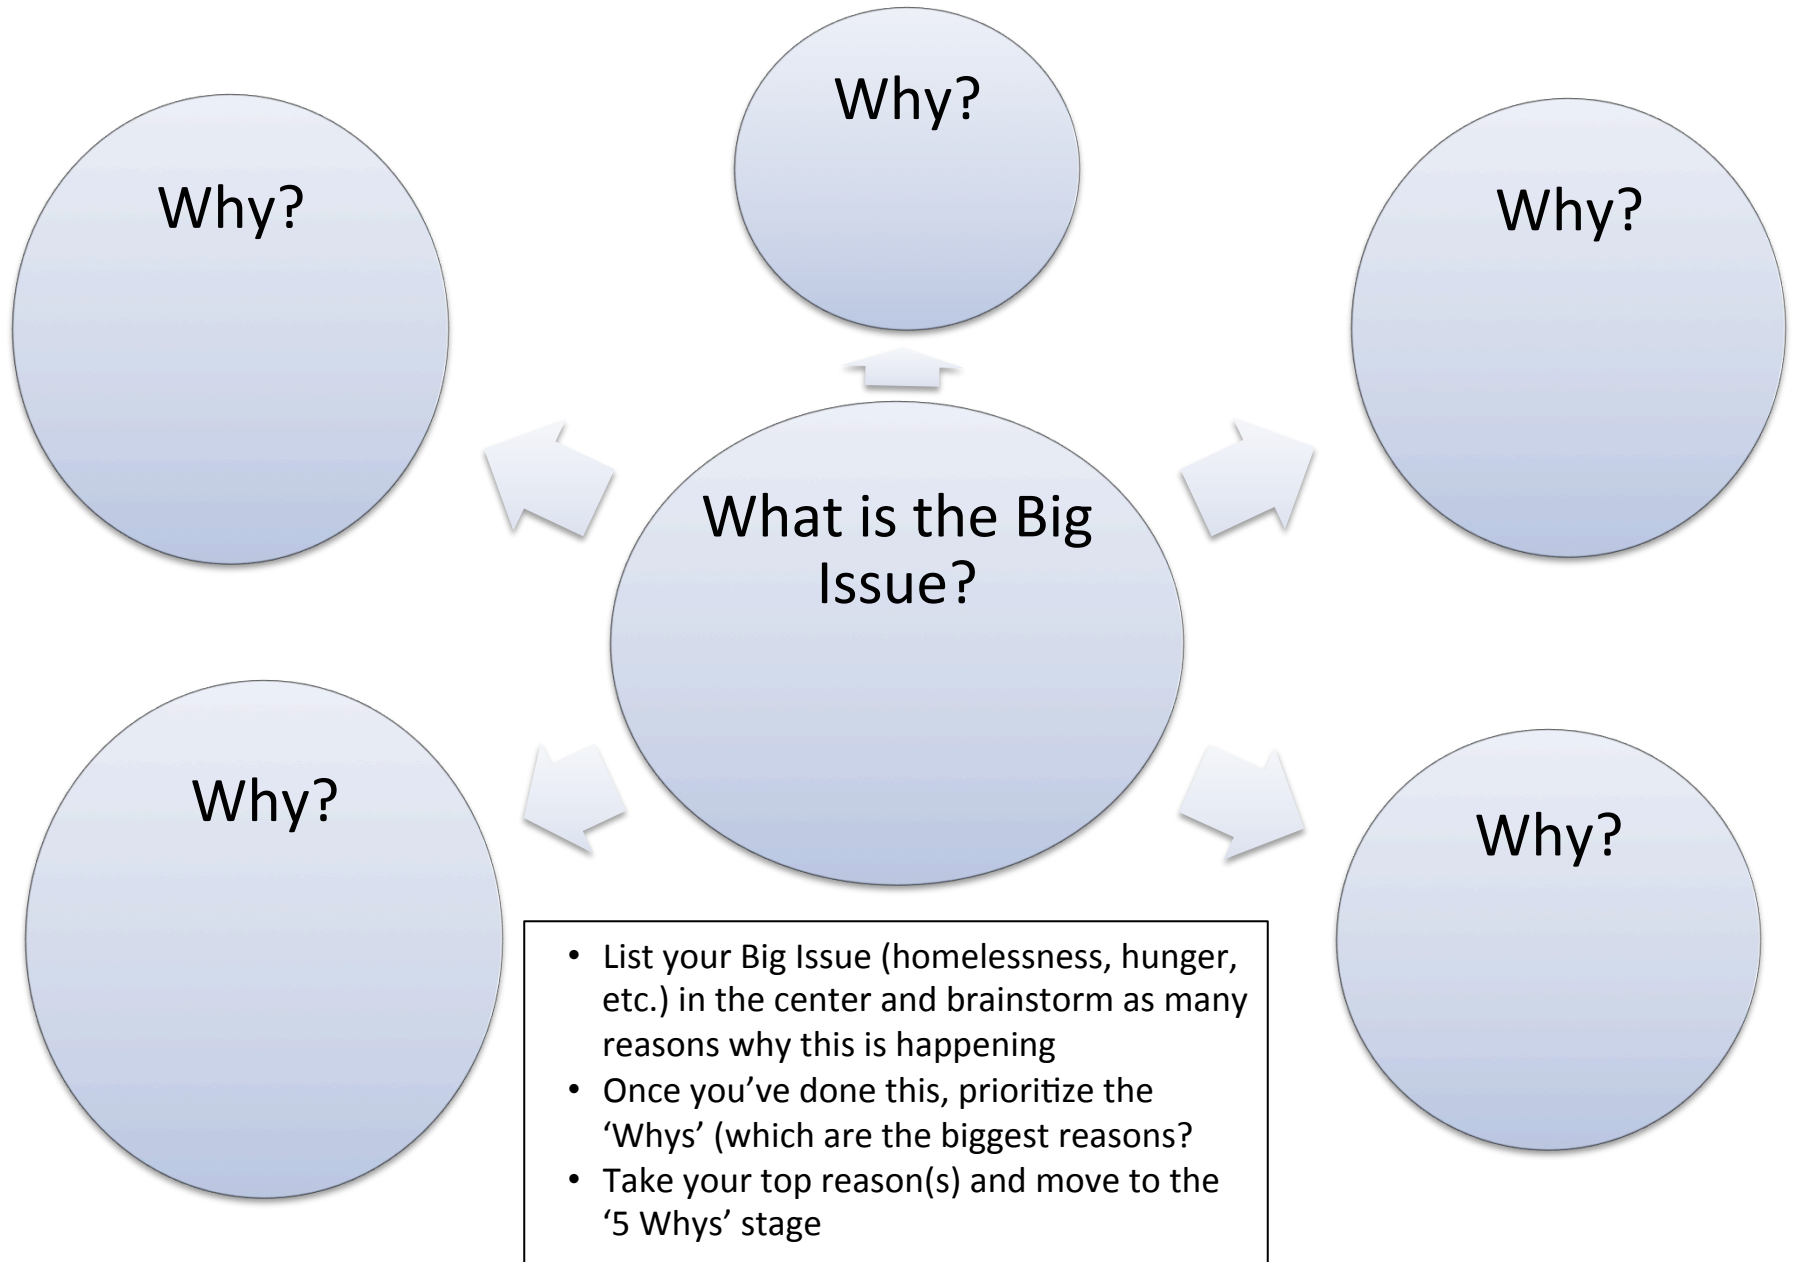 Why?
Why?
Why?
What is the Big
Issue?
Why?
Why?
• List your Big Issue (homelessness, hunger,
etc.) in the center and brainstorm as many
reasons why this is happening
• Once you’ve done this, prioritize the
‘Whys’ (which are the biggest reasons?
• Take your top reason(s) and move to the
‘5 Whys’ stage